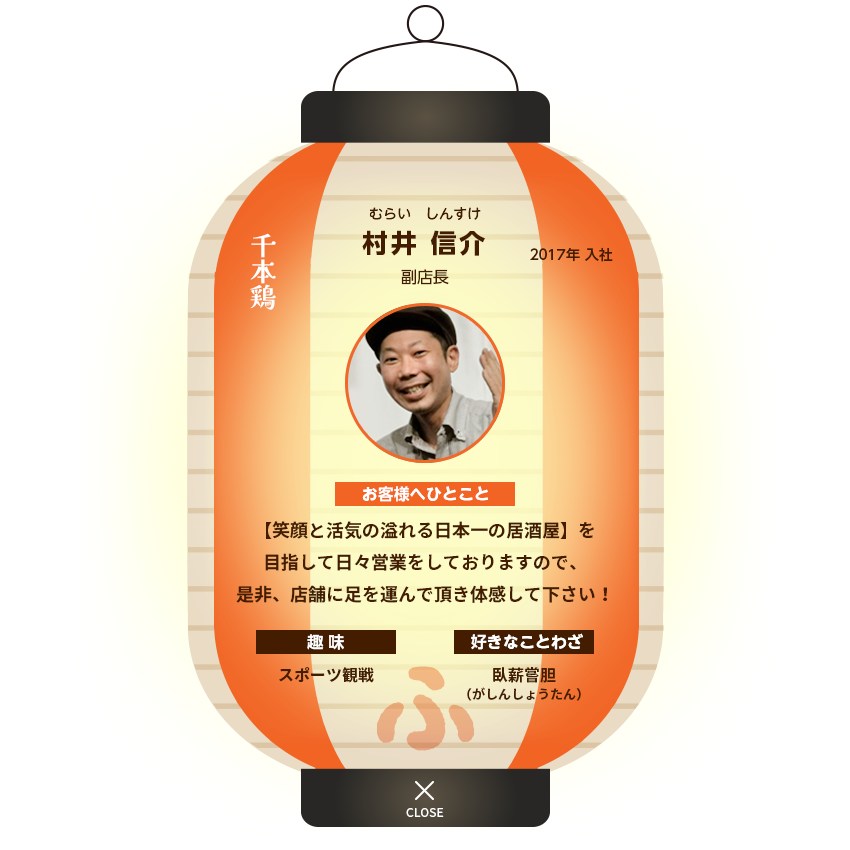 むらい　しんすけ
村井 信介
副店長
2017年 入社
千本鶏
お客様へひとこと
【笑顔と活気の溢れる日本一の居酒屋】を
目指して日々営業をしておりますので、
是非、店舗に足を運んで頂き体感して下さい！
趣味
スポーツ観戦
好きなことわざ
臥薪嘗胆
（がしんしょうたん）
ふ
CLOSE